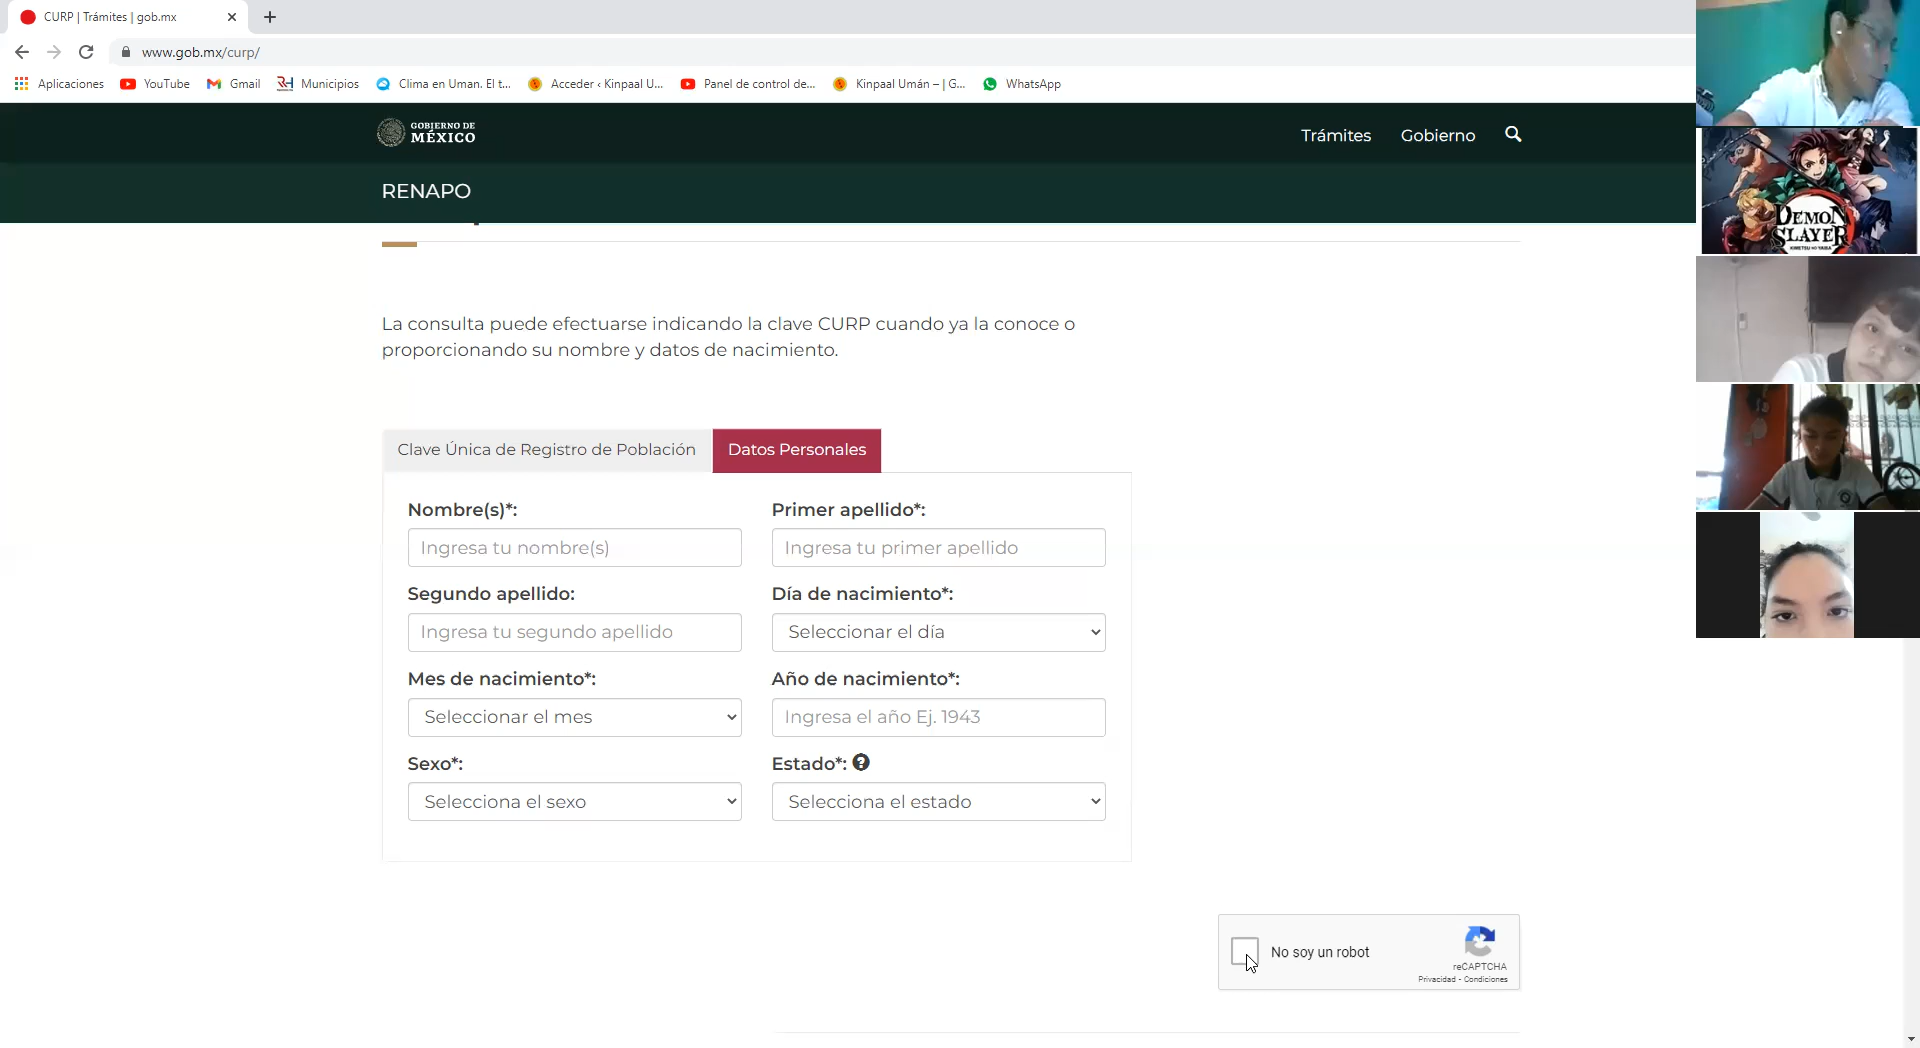 CURP | Trámites | gob.mx
www.gob.mx/curp/
Aplicaciones
YouTube
Gmail
Municipios
Clima en Uman. El t...
Acceder ‹ Kinpaal U...
Panel de control de...
Kinpaal Umán – | G...
WhatsApp
GOBIERNO DE
MÉXICO
Trámites
Gobierno
RENAPO
DEMON
SLAYER
KIMETSU NO YAIBA
La consulta puede efectuarse indicando la clave CURP cuando ya la conoce o
proporcionando su nombre y datos de nacimiento.
Clave Única de Registro de Población
Datos Personales
Nombre(s)*:
Primer apellido*:
Ingresa tu nombre(s)
Ingresa tu primer apellido
Segundo apellido:
Día de nacimiento*:
Ingresa tu segundo apellido
Seleccionar el día
Mes de nacimiento*:
Año de nacimiento*:
Seleccionar el mes
Ingresa el año Ej. 1943
Sexo*:
Estado*: ?
Selecciona el sexo
Selecciona el estado
No soy un robot
reCAPTCHA
Privacidad - Condiciones